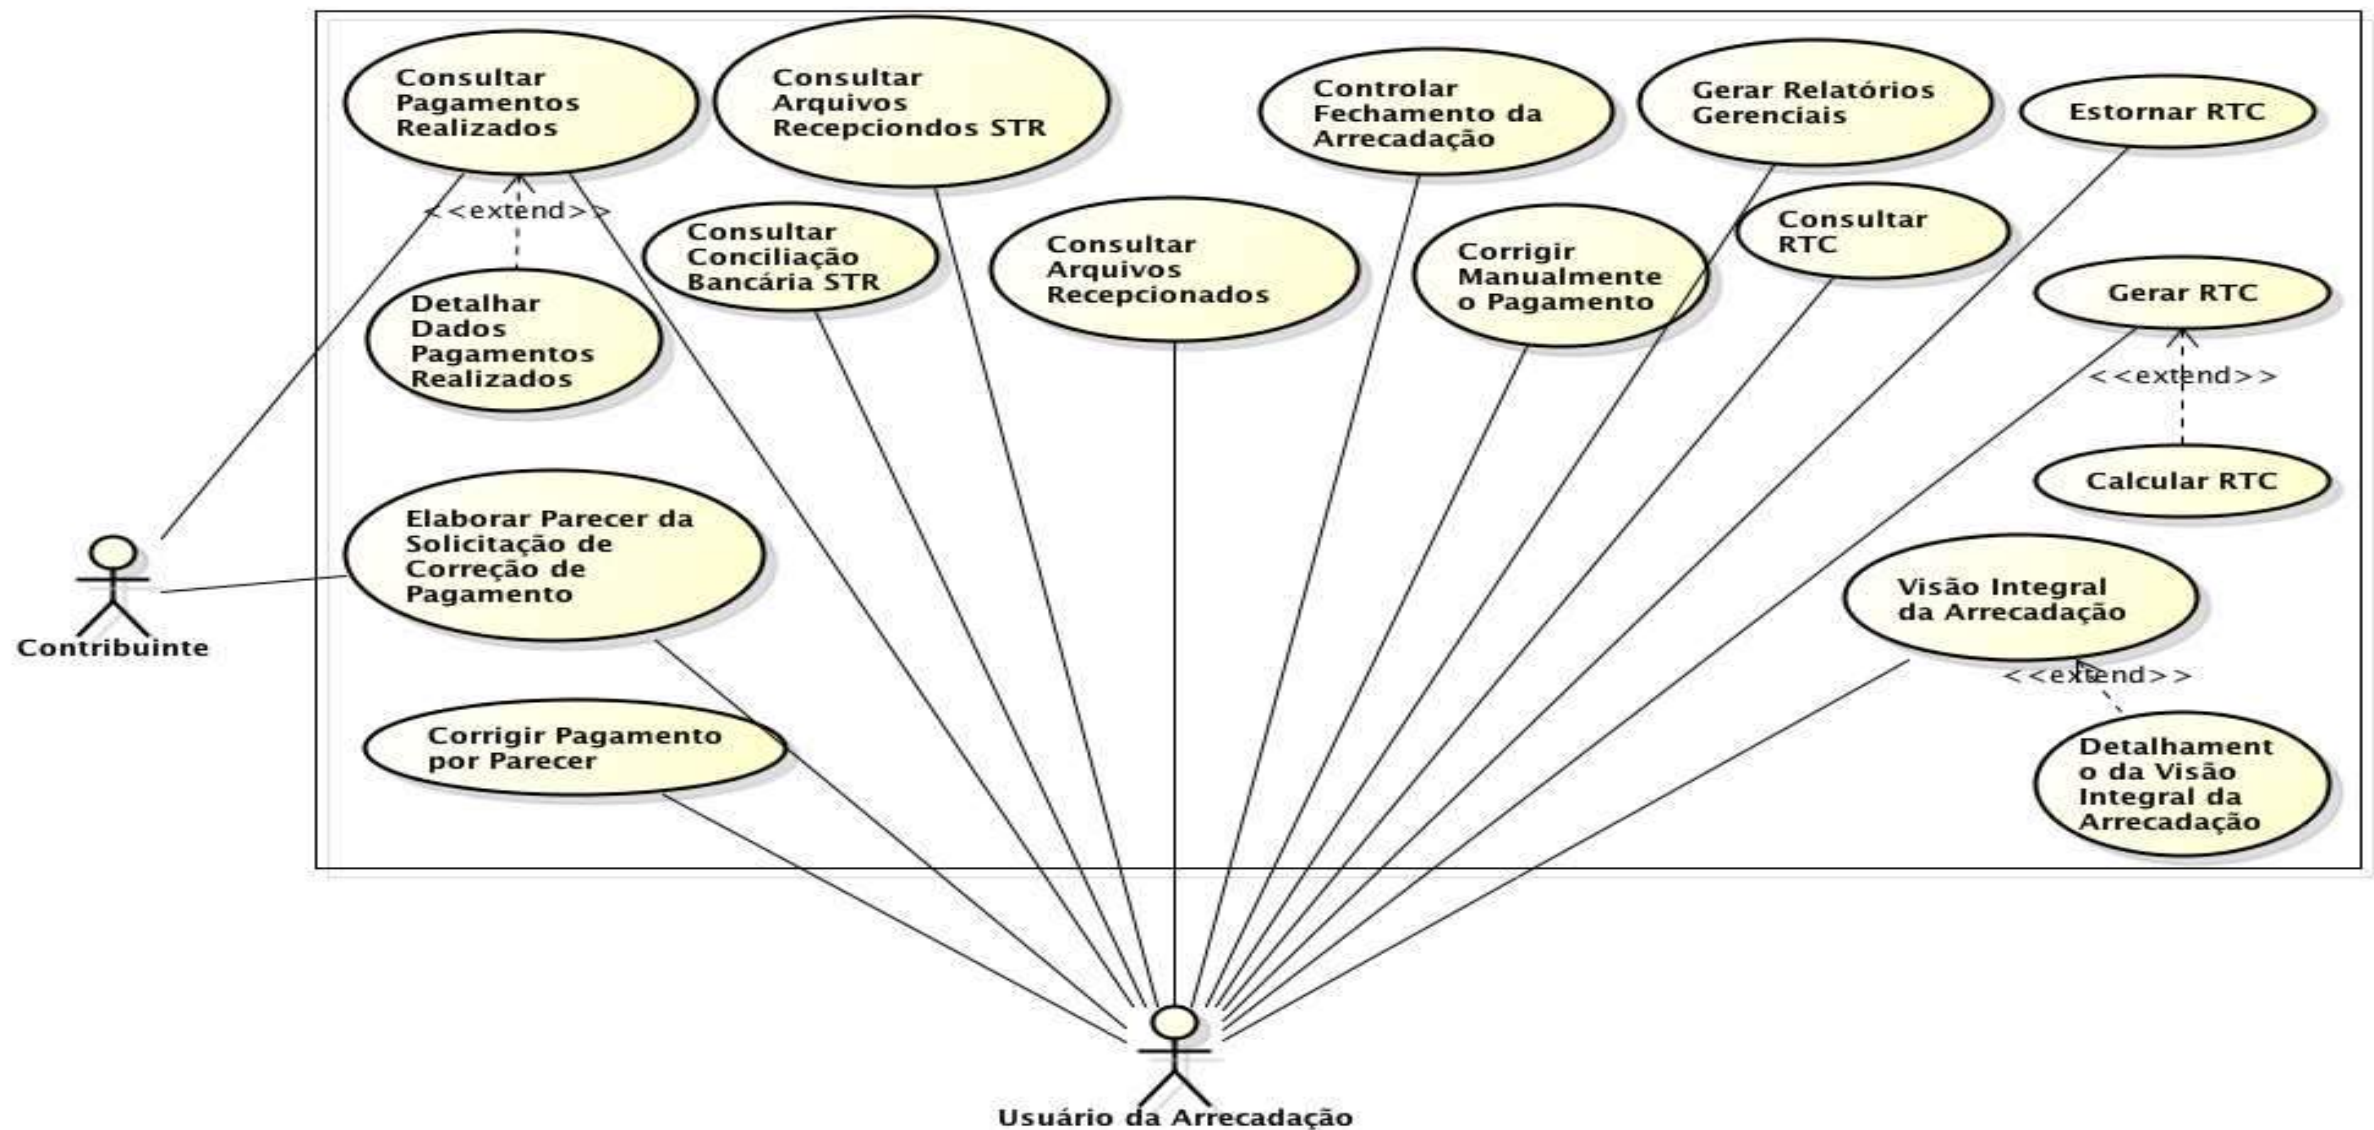 Consultar
Pagamentos
Realizados
Consultar
Arquivos
Recepciondos STR
Controlar
Fechamento da
Arrecadação
Gerar Relatórios
Gerenciais
Estornar RTC
<<extend>>
Consultar
Conciliação
Bancária STR
Consultar
Arquivos
Recepcionados
Corrigir
Manualmente
o Pagamento
Consultar
RTC
Gerar RTC
Detalhar
Dados
Pagamentos
Realizados
<<extend>>
Calcular RTC
Elaborar Parecer da
Solicitação de
Correção de
Pagamento
Visão Integral
da Arrecadação
Contribuinte
<<extend>>
Corrigir Pagamento
por Parecer
Detalhament
o da Visão
Integral da
Arrecadação
Usuário da Arrecadação